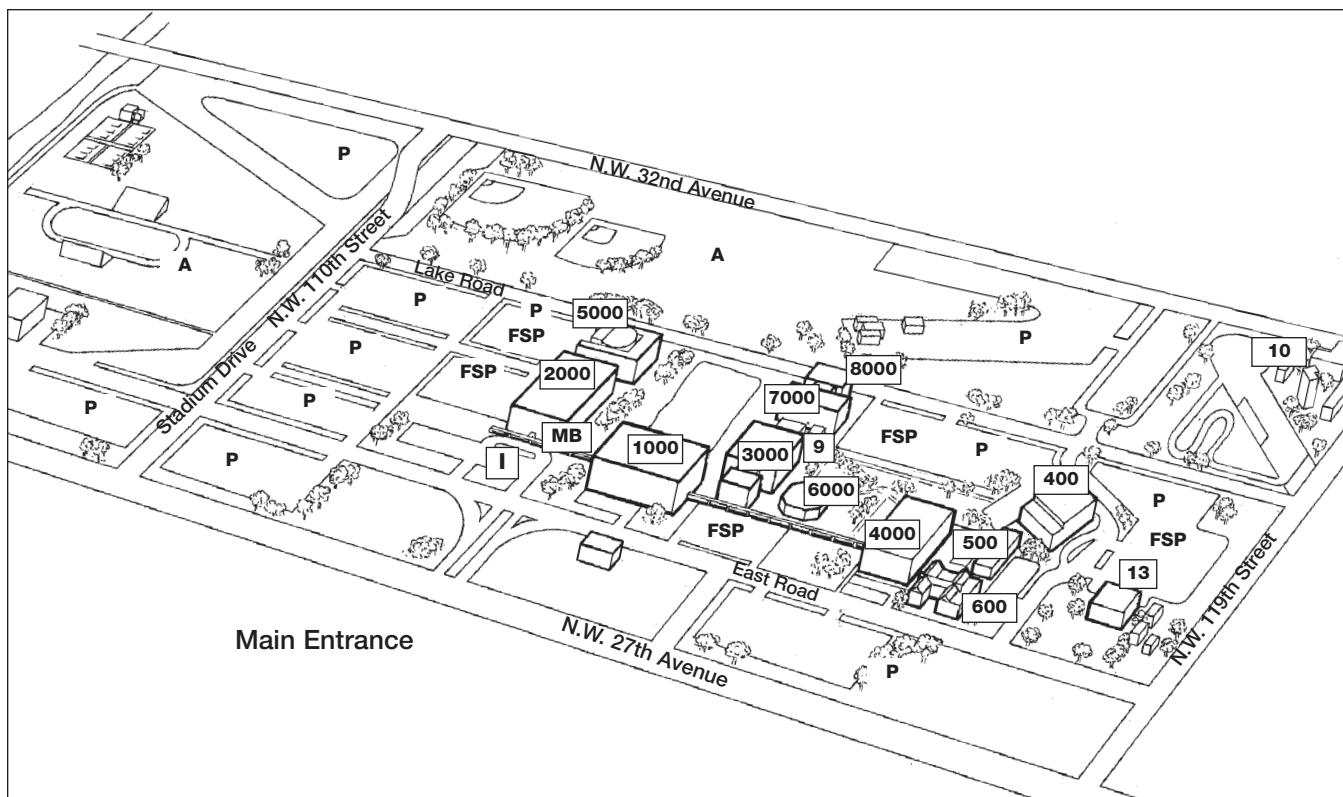 P
N.W. 32nd Avenue
A
N.W. 110th Street
A
Lake Road
P
P
5000
FSP
P
10
8000
2000
FSP
P
7000
Stadium Drive
P
P
FSP
P
MB
1000
9
3000
I
P
400
6000
P
FSP
4000
500
FSP
13
East Road
600
N.W. 119th Street
Main Entrance
N.W. 27th Avenue
P